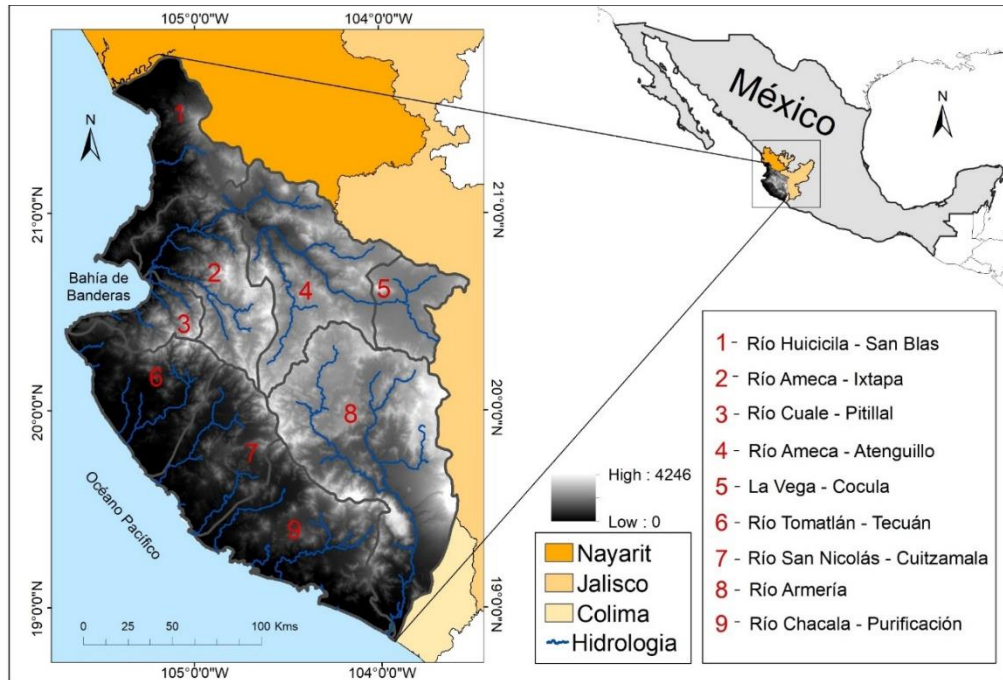 105°0'0"W
104°0'0"W
N
1
21°0'0"N
21°0'0"N
Bahía de
Banderas
2
4
5
3
6
20°0'0"N
20°0'0"N
8
7
Océano Pacífico
9
19°0'0"N
19°0'0"N
0 25 50 100 Kms
105°0'0"W
104°0'0"W
México
N
High : 4246
Low : 0
Nayarit
Jalisco
Colima
Hidrologia
1 - Río Huicicila - San Blas
2 - Río Ameca - Ixtapa
3 - Río Cuale - Pitillal
4 - Río Ameca - Atenguillo
5 - La Vega - Cocula
6 - Río Tomatlán - Tecuán
7 - Río San Nicolás - Cuitzamala
8 - Río Armería
9 - Río Chacala - Purificación